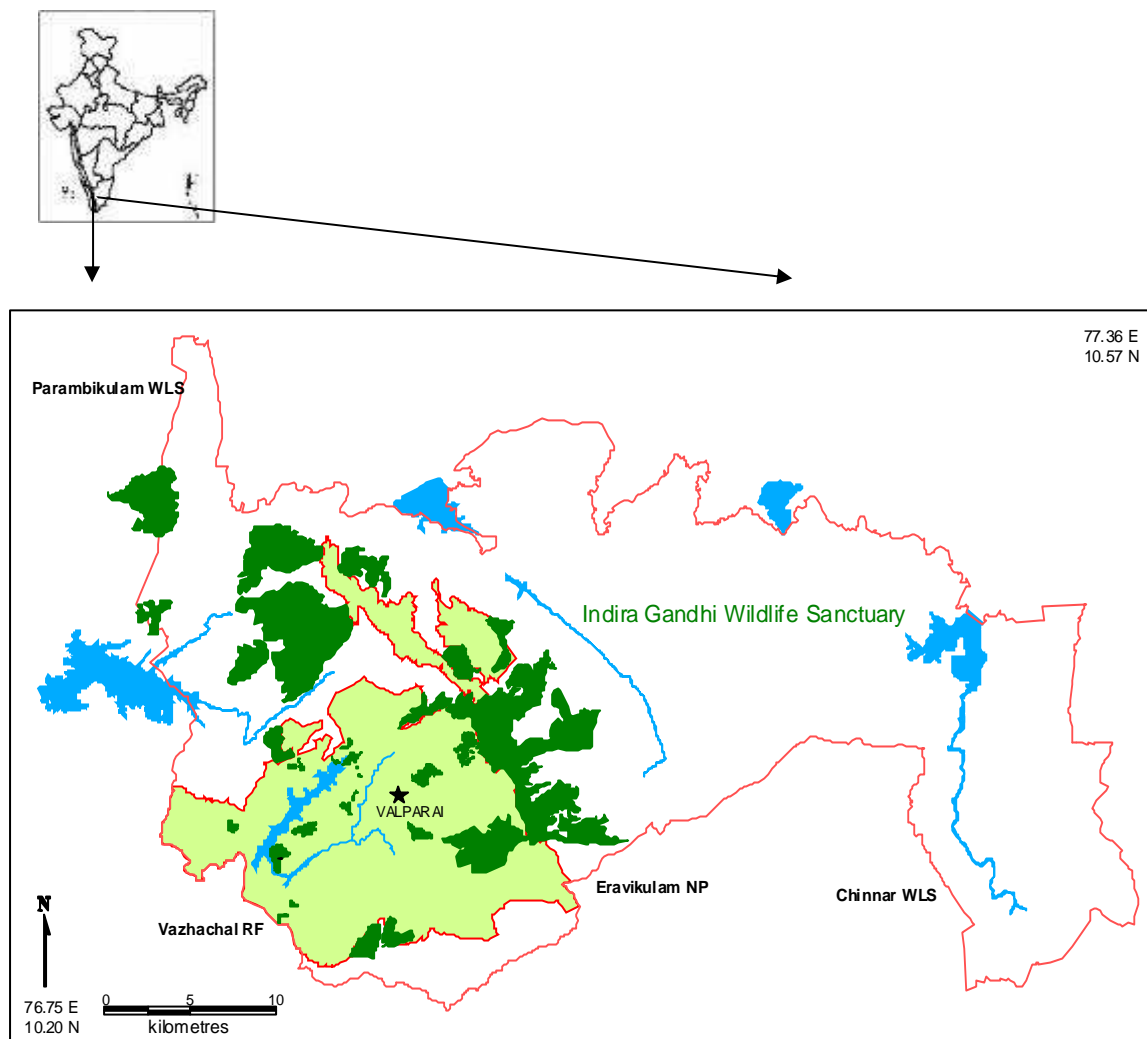 77.36 E
10.57 N
Parambikulam WLS
Indira Gandhi Wildlife Sanctuary
VALPARAI
Eravikulam NP
Chinnar WLS
Vazhachal RF
N
76.75 E
10.20 N
0 10
kilometres